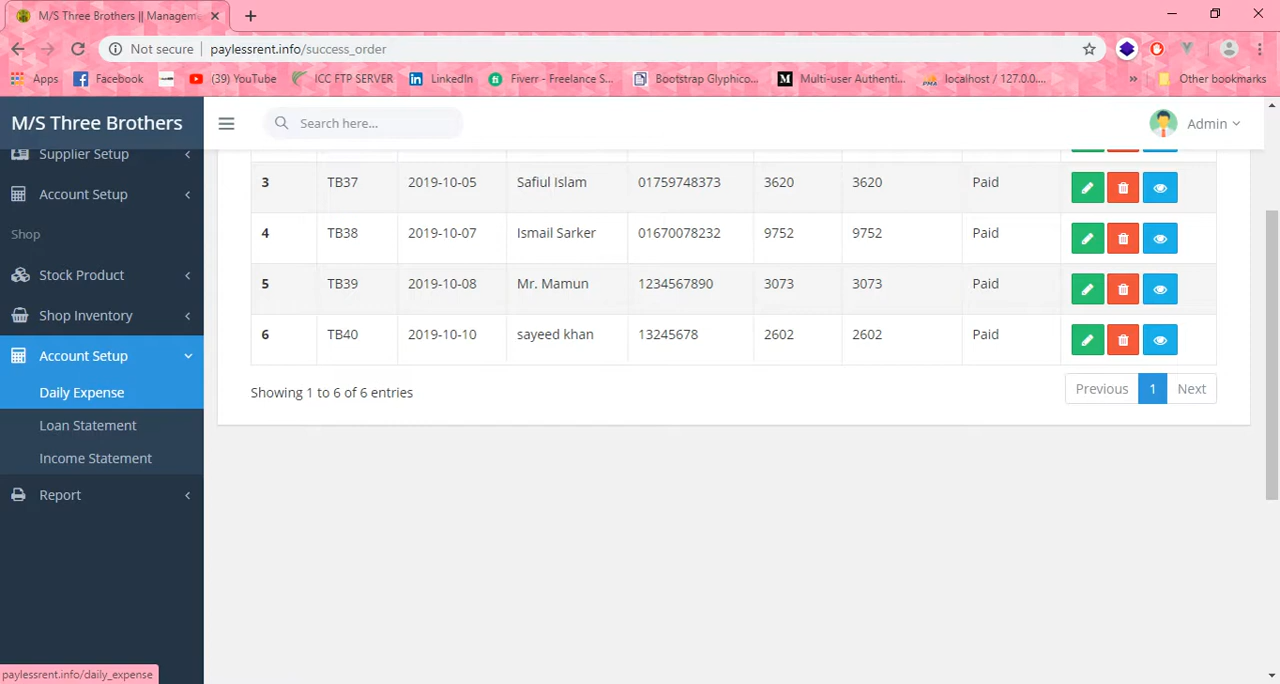 M/S Three Brothers || Manageme
Not secure | paylessrent.info/success_order
Apps Facebook (39) YouTube ICC FTP SERVER LinkedIn Fiverr - Freelance S... Bootstrap Glyphico... M Multi-user Authenti... PMA localhost / 127.0.0.... » Other bookmarks
M/S Three Brothers Search here... Admin
Supplier Setup
Account Setup
Shop
Stock Product
Shop Inventory
Account Setup
Daily Expense
Loan Statement
Income Statement
Report
3 TB37 2019-10-05 Safiul Islam 01759748373 3620 3620 Paid
4 TB38 2019-10-07 Ismail Sarker 01670078232 9752 9752 Paid
5 TB39 2019-10-08 Mr. Mamun 1234567890 3073 3073 Paid
6 TB40 2019-10-10 sayeed khan 13245678 2602 2602 Paid
Showing 1 to 6 of 6 entries Previous 1 Next
paylessrent.info/daily_expense